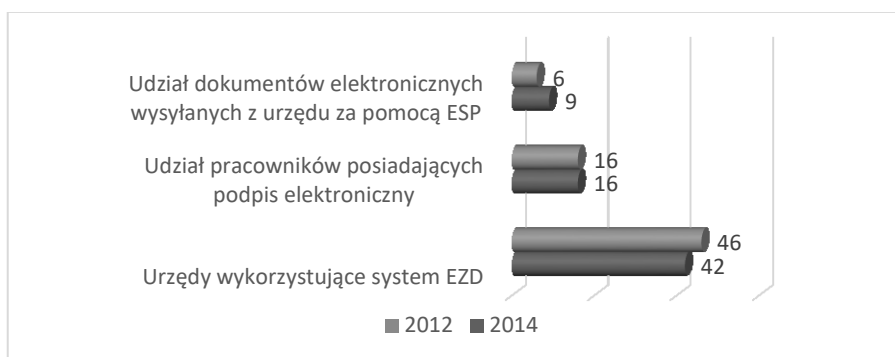 Udział dokumentów elektronicznych
wysyłanych z urzędu za pomocą ESP
6
9
Udział pracowników posiadających
podpis elektroniczny
16
16
Urzędy wykorzystujące system EZD
46
42
2012 2014